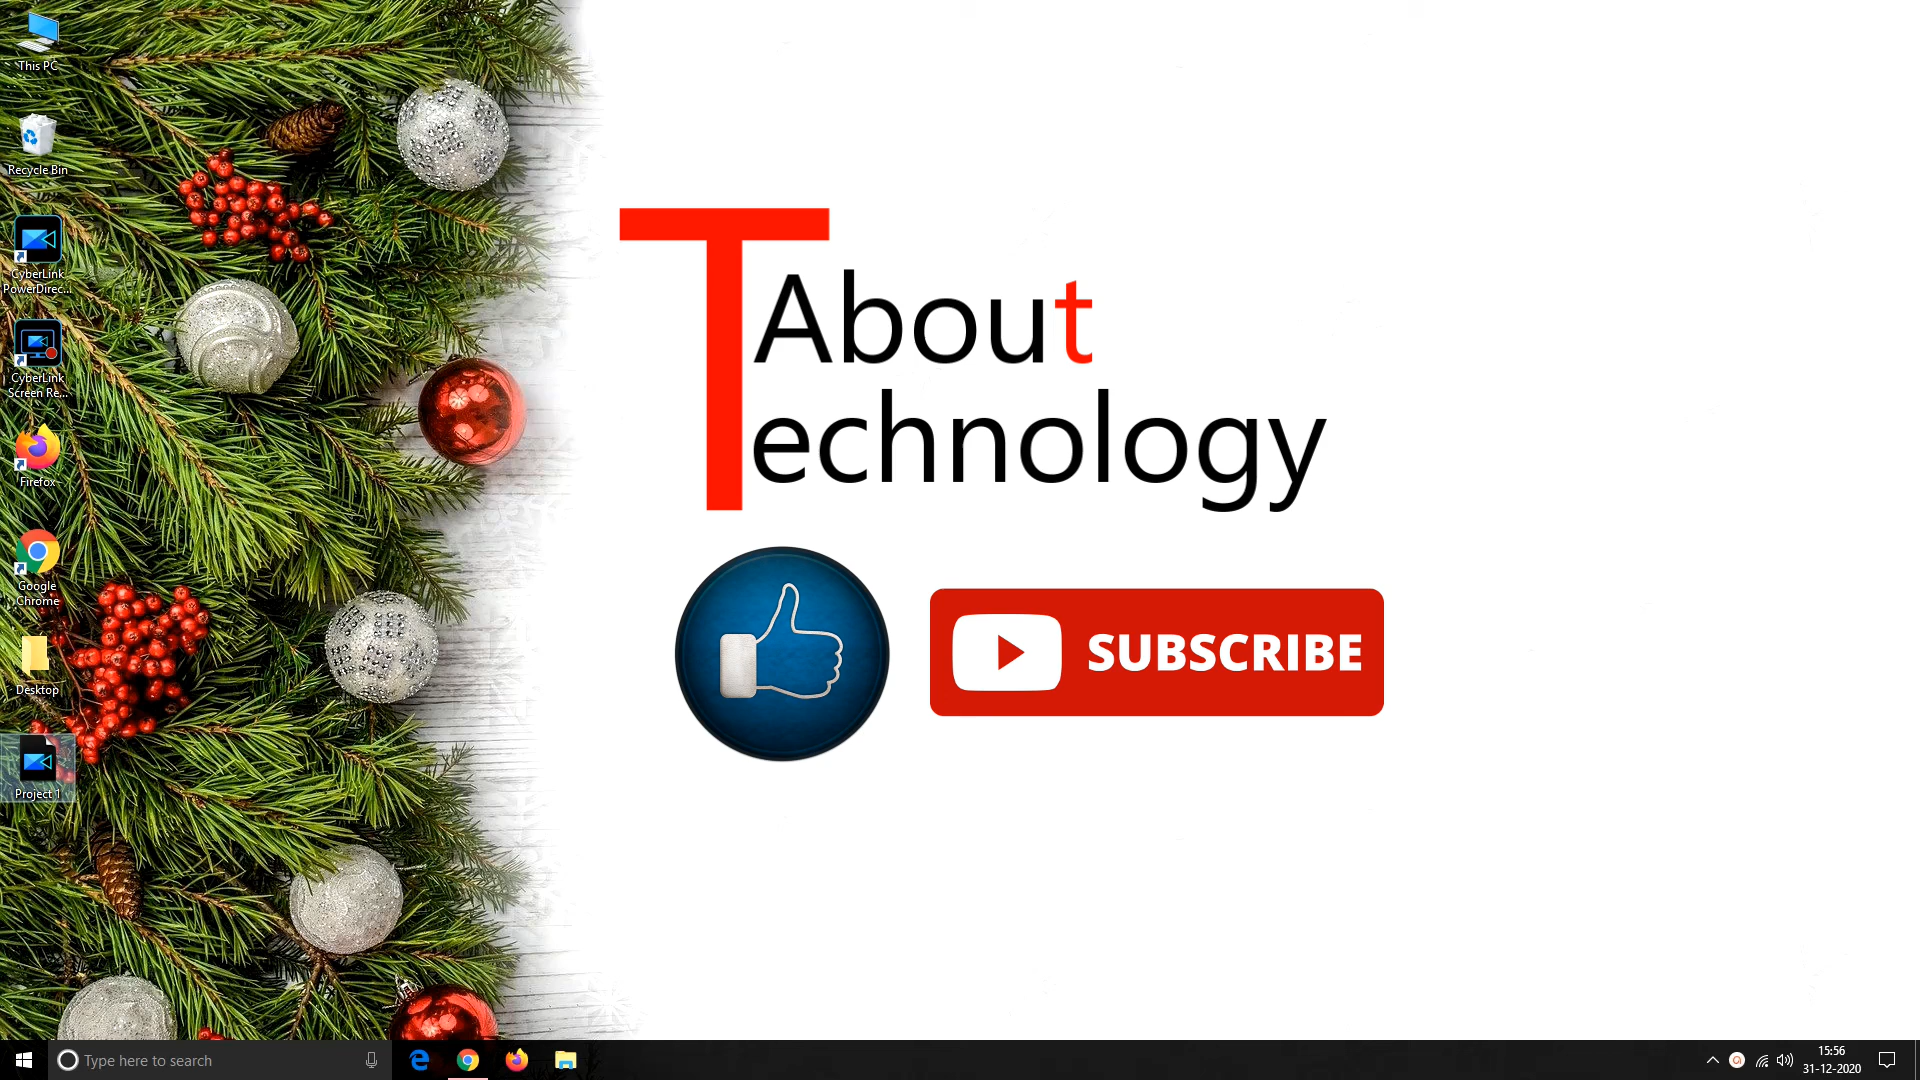 This PC
Recycle Bin
CyberLink
PowerDirec...
CyberLink
Screen Re...
Firefox
Google
Chrome
Desktop
Project 1
About
Technology
SUBSCRIBE
Type here to search
15:56
31-12-2020